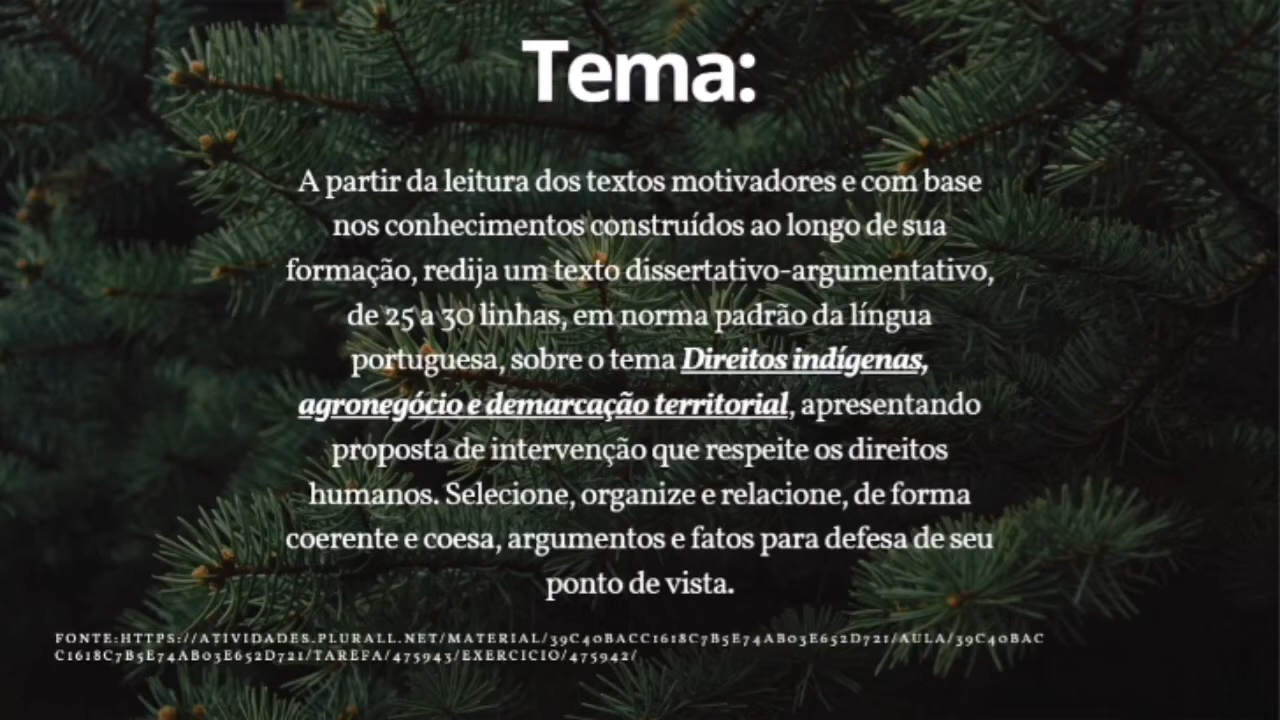 Tema:
A partir da leitura dos textos motivadores e com base
nos conhecimentos construídos ao longo de sua
formação, redija um texto dissertativo-argumentativo,
de 25 a 30 linhas, em norma padrão da língua
portuguesa, sobre o tema Direitos indígenas,
agronegócio e demarcação territorial, apresentando
proposta de intervenção que respeite os direitos
humanos. Selecione, organize e relacione, de forma
coerente e coesa, argumentos e fatos para defesa de seu
ponto de vista.
FONTE:HTTPS://ATIVIDADES.PLURALL.NET/MATERIAL/39C40BACC1618C7B5E74AB03E652D721/AULA/39C40BAC
C1618C7B5E74AB03E652D721/TAREFA/475943/EXERCICIO/475942/